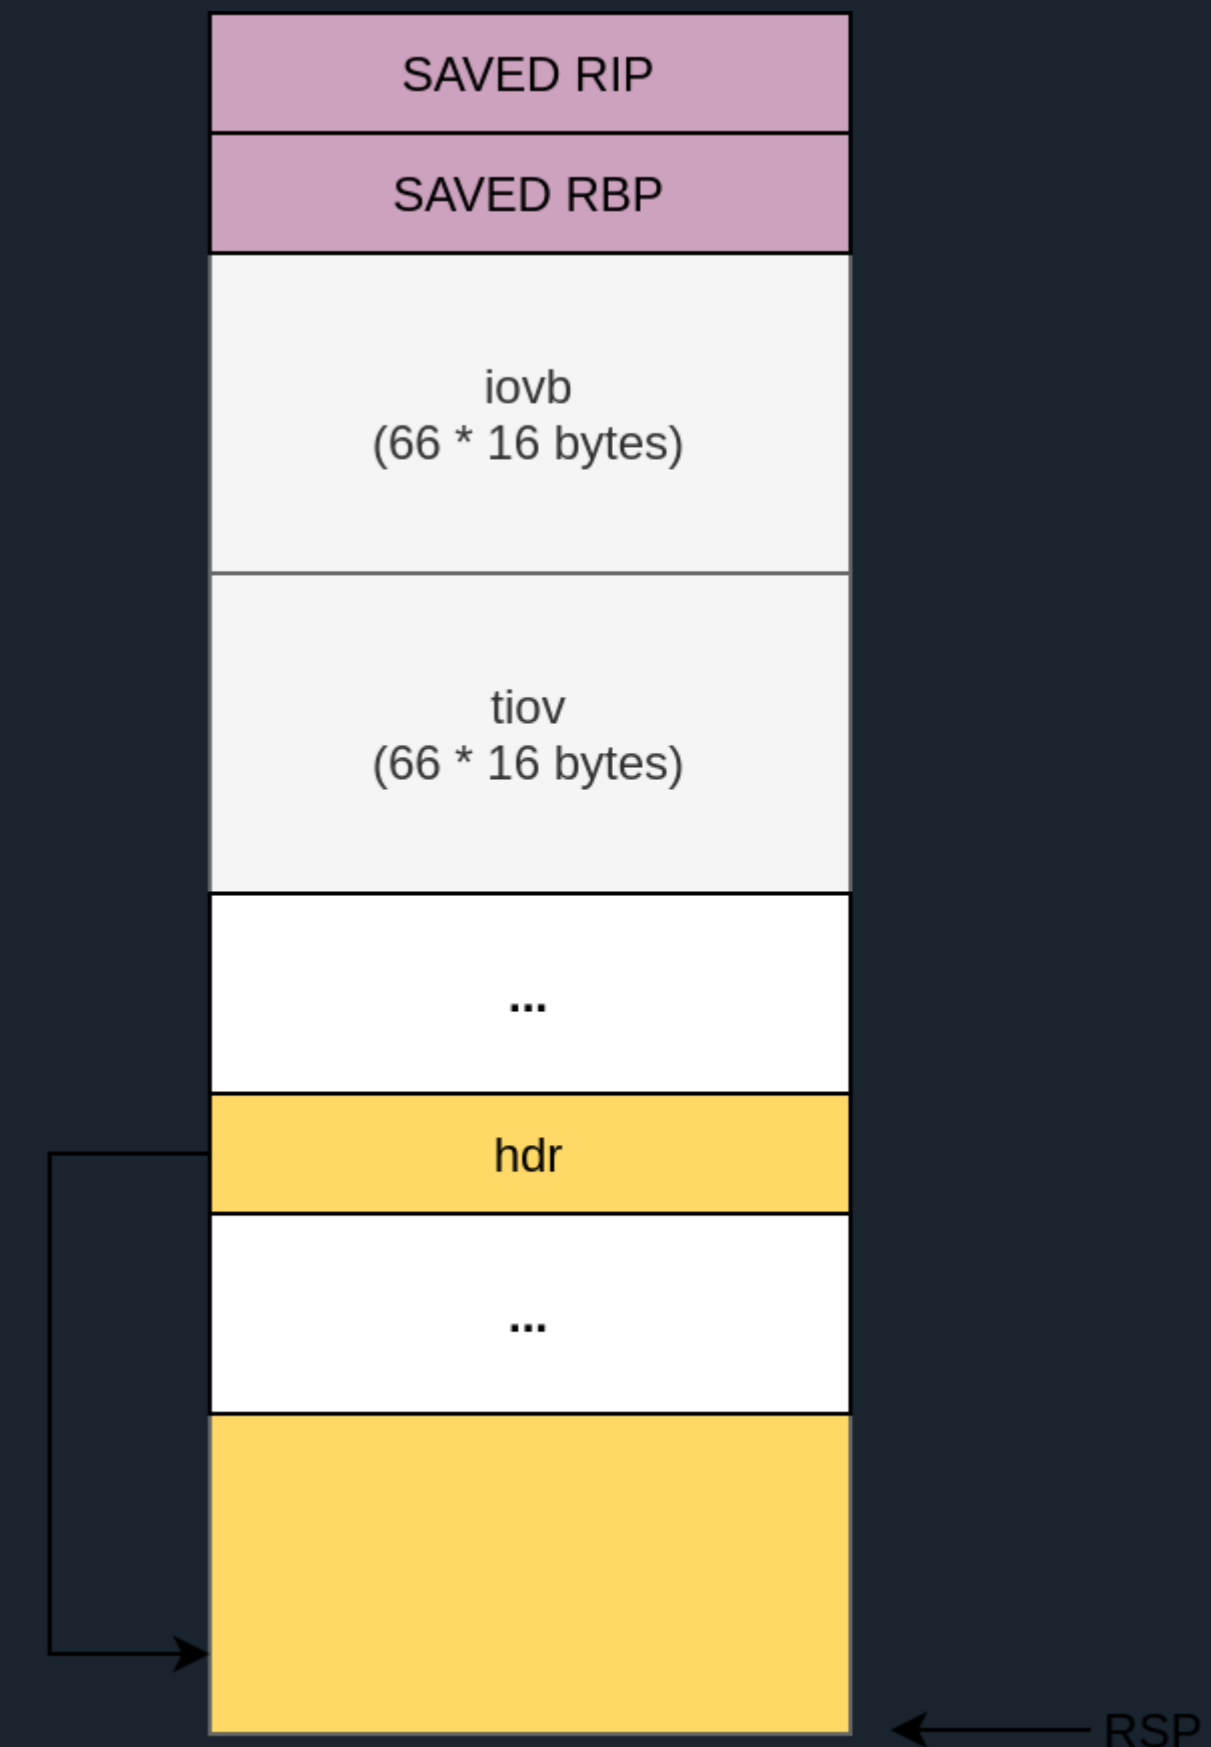 SAVED RIP
SAVED RBP
iovb
(66 * 16 bytes)
tiov
(66 * 16 bytes)
...
hdr
...
RSP